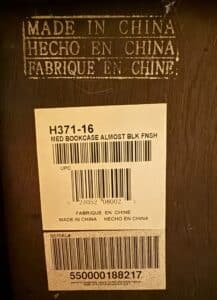 MADE IN CHINA
HECHO EN CHINA
FABRIQUE EN CHINE
H371-16
MED BOOKCASE ALMOST BLK FNSH
UPC
FABRIQUE EN CHINE
MADE IN CHINA HECHO EN CHINA
550000188217